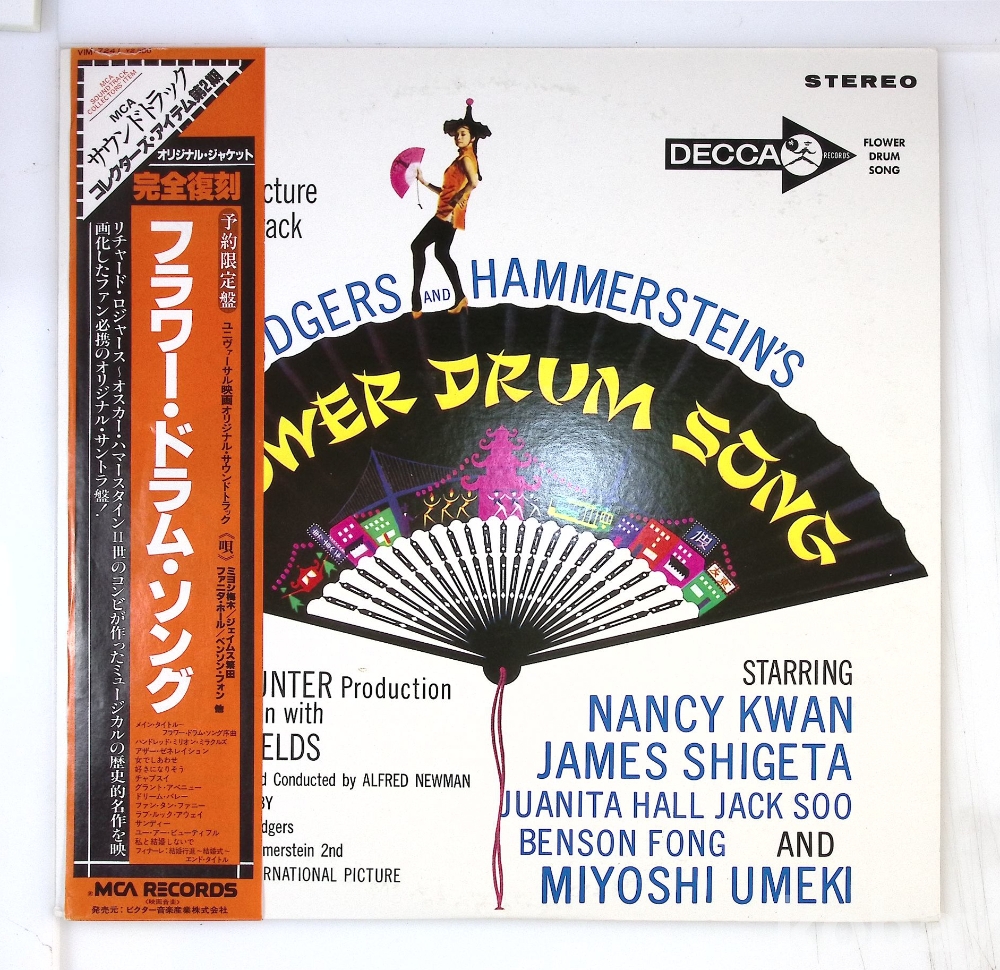 MCA
SOUNDTRACK
COLLECTORS ITEM
MCA
サウンドトラック
コレクターズ・アイテム第2期
オリジナル・ジャケット
完全復刻
予約限定盤
フラワー・ドラム・ソング
ユニヴァーサル映画オリジナル・サウンドトラック
《唄》
ミヨシ梅木/ジェイムス繁田
ファニタ・ホール/ベンソン・フォン 他
リチャード・ロジャース〜オスカー・ハマースタインII世のコンビが作ったミュージカルの歴史的名作を映
画化したファン必携のオリジナル・サントラ盤!
メイン・タイトル〜
フラワー・ドラム・ソング序曲
ハンドレッド・ミリオン・ミラクルズ
アザー・ゼネレイション
女でしあわせ
好きになりそう
チャプスイ
グラント・アベニュー
ドリーム・バレー
ファン・タン・ファニー
ラブ・ルック・アウェイ
サンデー
ユー・アー・ビューティフル
私と結婚しないで
フィナーレ:結婚行進〜結婚式〜
エンド・タイトル
MCA RECORDS
《映画音楽》
発売元:ビクター音楽産業株式会社
STEREO
DECCA RECORDS
FLOWER
DRUM
SONG
cture
ack
DGERS AND HAMMERSTEIN'S
OWER DRUM SONG
UNTER Production
n with
ELDS
d Conducted by ALFRED NEWMAN
BY
dgers
mmerstein 2nd
RNATIONAL PICTURE
STARRING
NANCY KWAN
JAMES SHIGETA
JUANITA HALL JACK SOO
BENSON FONG AND
MIYOSHI UMEKI